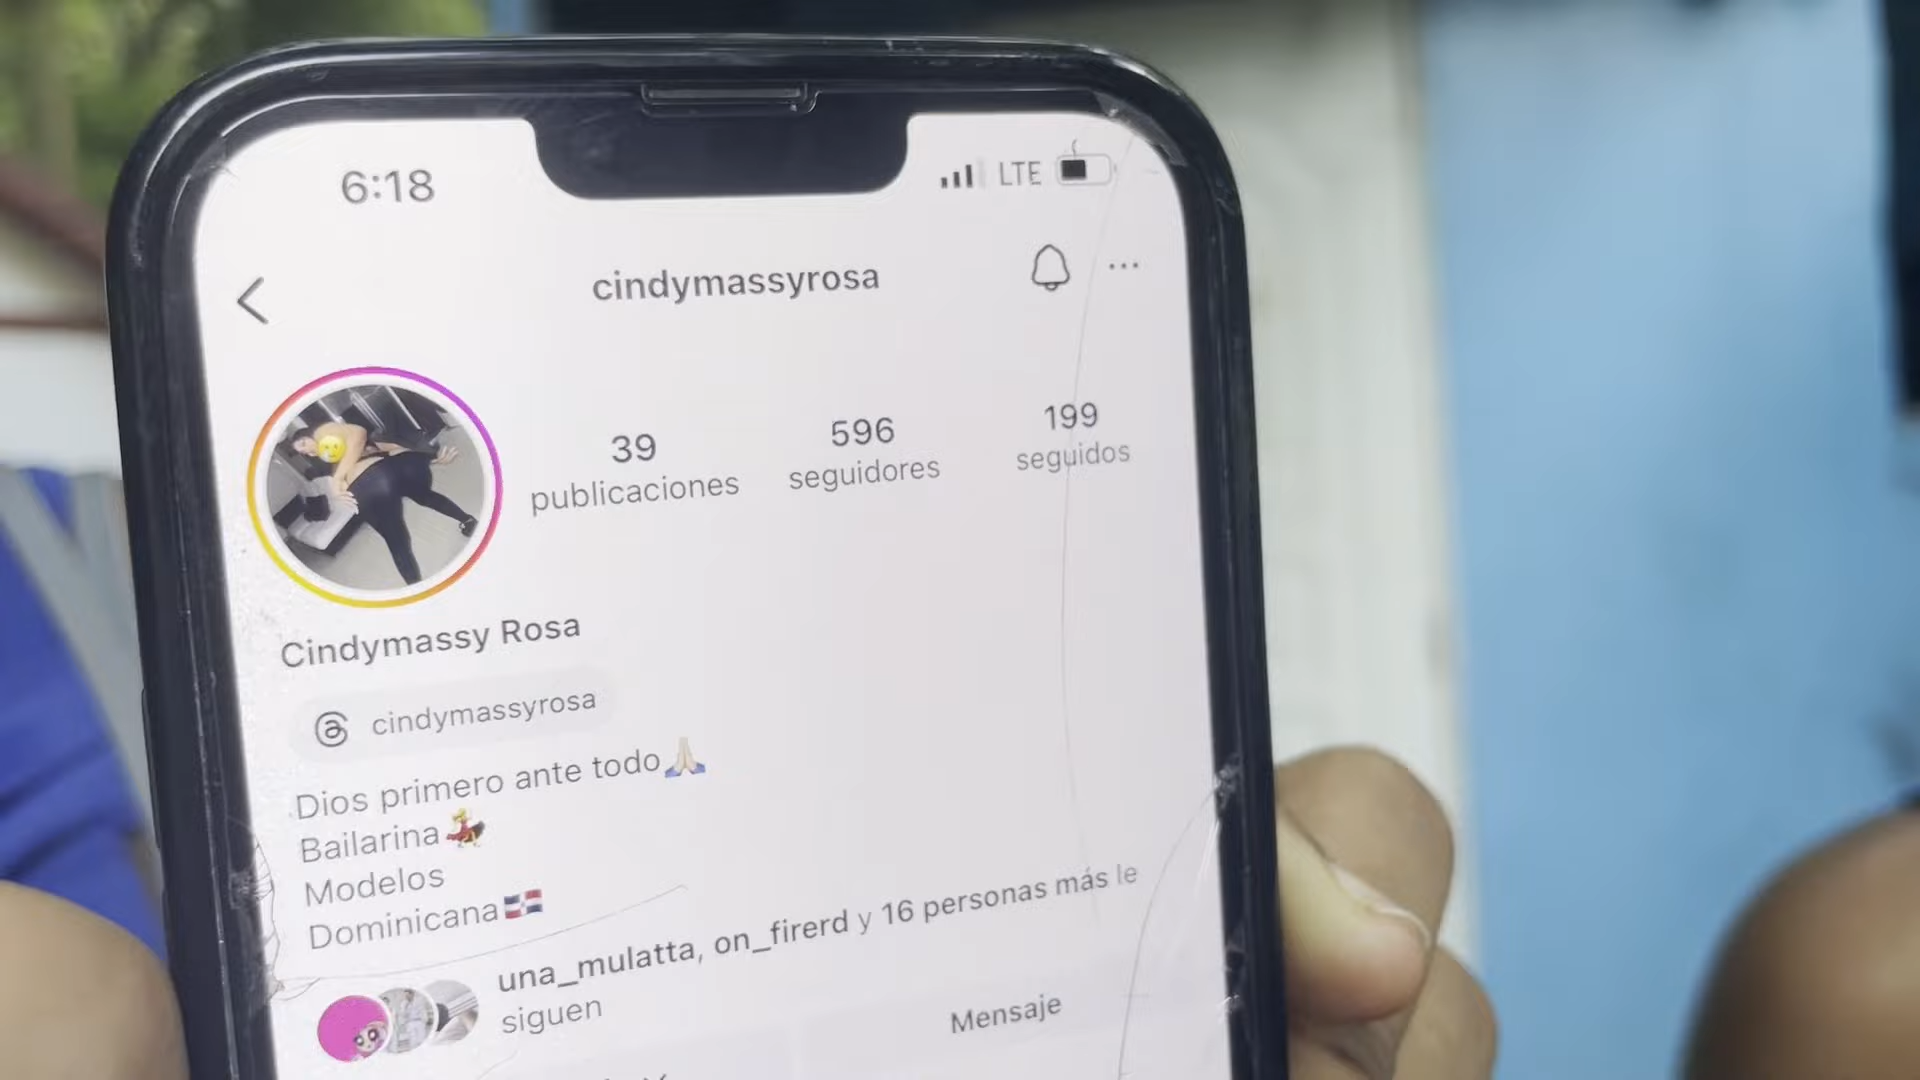 6:18 LTE
cindymassyrosa
39 596 199
publicaciones seguidores seguidos
Cindymassy Rosa
cindymassyrosa
Dios primero ante todo🙏🏻
Bailarina💃
Modelos
Dominicana🇩🇴
una_mulatta, on_firerd y 16 personas más le
siguen
Mensaje